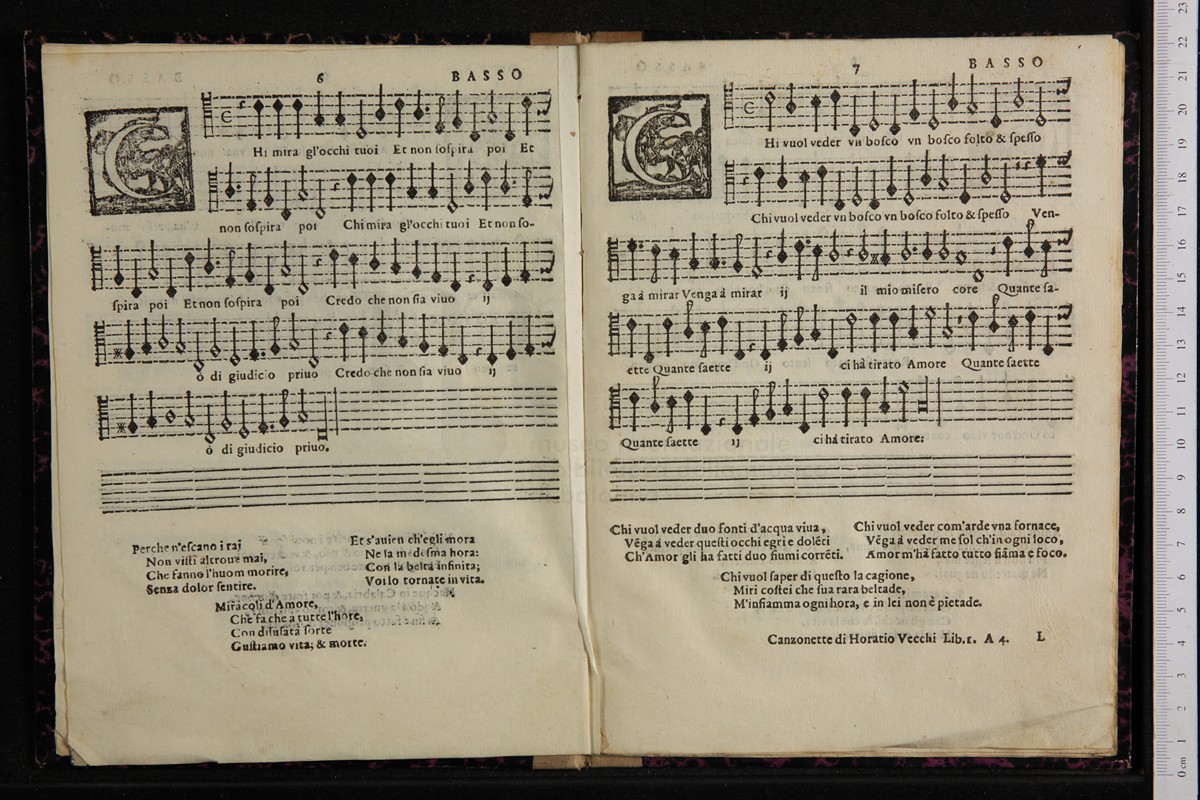 6 BASSO
CHi mira gl'occhi tuoi Et non ſoſpira poi Et
non ſoſpira poi Chi mira gl'occhi tuoi Et non ſo-
ſpira poi Et non ſoſpira poi Credo che non ſia viuo ij
ò di giudicio priuo Credo che non ſia viuo ij
ò di giudicio priuo.
Perche n'eſcano i rai
Non viſti altroue mai,
Che fanno l'huom morire,
Senza dolor ſentire.
Et s'auien ch'egli mora
Ne la medeſma hora:
Con la beltà infinita;
Voi lo tornate in vita.
Miracoli d'Amore,
Che fa che a tutte l'hore,
Con diſuſata ſorte
Guſtiamo vita; & morte.
7 BASSO
CHi vuol veder vn boſco vn boſco folto & ſpeſſo
Chi vuol veder vn boſco vn boſco folto & ſpeſſo Ven-
ga à mirar Venga à mirar ij il mio miſero core Quante ſa-
ette Quante ſaette ij ci hà tirato Amore Quante ſaette
Quante ſaette ij ci hà tirato Amore:
Chi vuol veder duo fonti d'acqua viua,
Vēga à veder queſti occhi egri e dolēti
Ch'Amor gli ha fatti duo fiumi corrēti.
Chi vuol veder com'arde vna fornace,
Vēga à veder me ſol ch'in ogni loco,
Amor m'hà fatto tutto fiāma e foco.
Chi vuol ſaper di queſto la cagione,
Miri coſtei che ſua rara beltade,
M'infiamma ogni hora, e in lei non è pietade.
Canzonette di Horatio Vecchi Lib.1. A 4. L